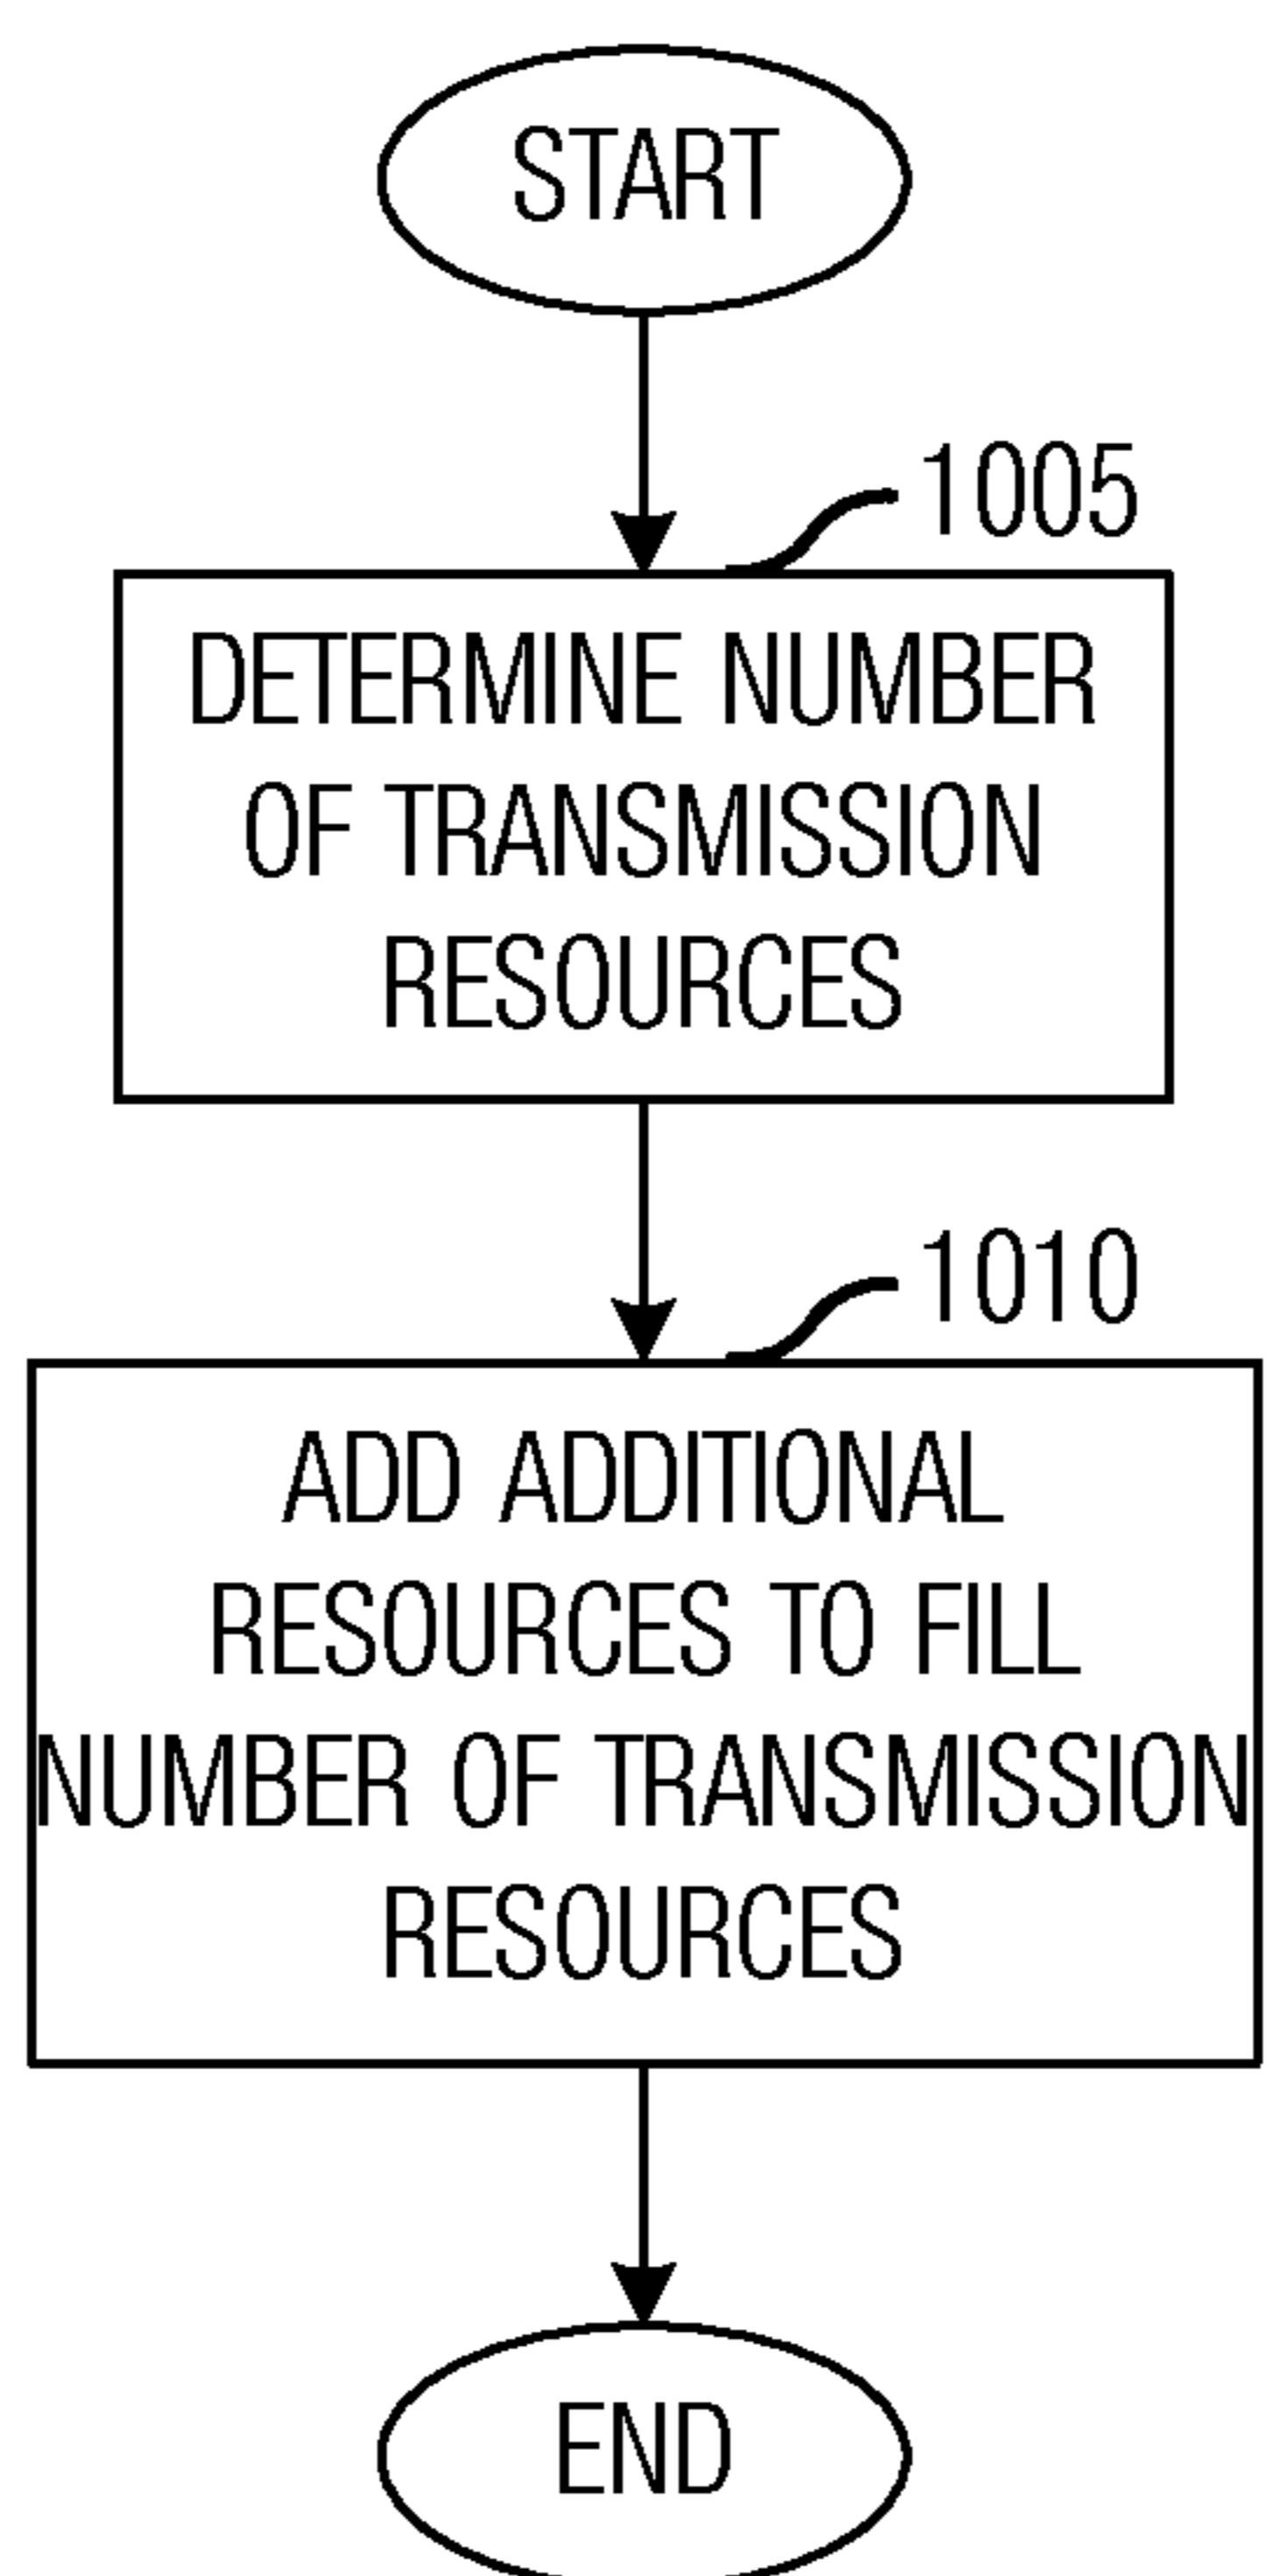 START
1005
DETERMINE NUMBER
OF TRANSMISSION
RESOURCES
1010
ADD ADDITIONAL
RESOURCES TO FILL
NUMBER OF TRANSMISSION
RESOURCES
END